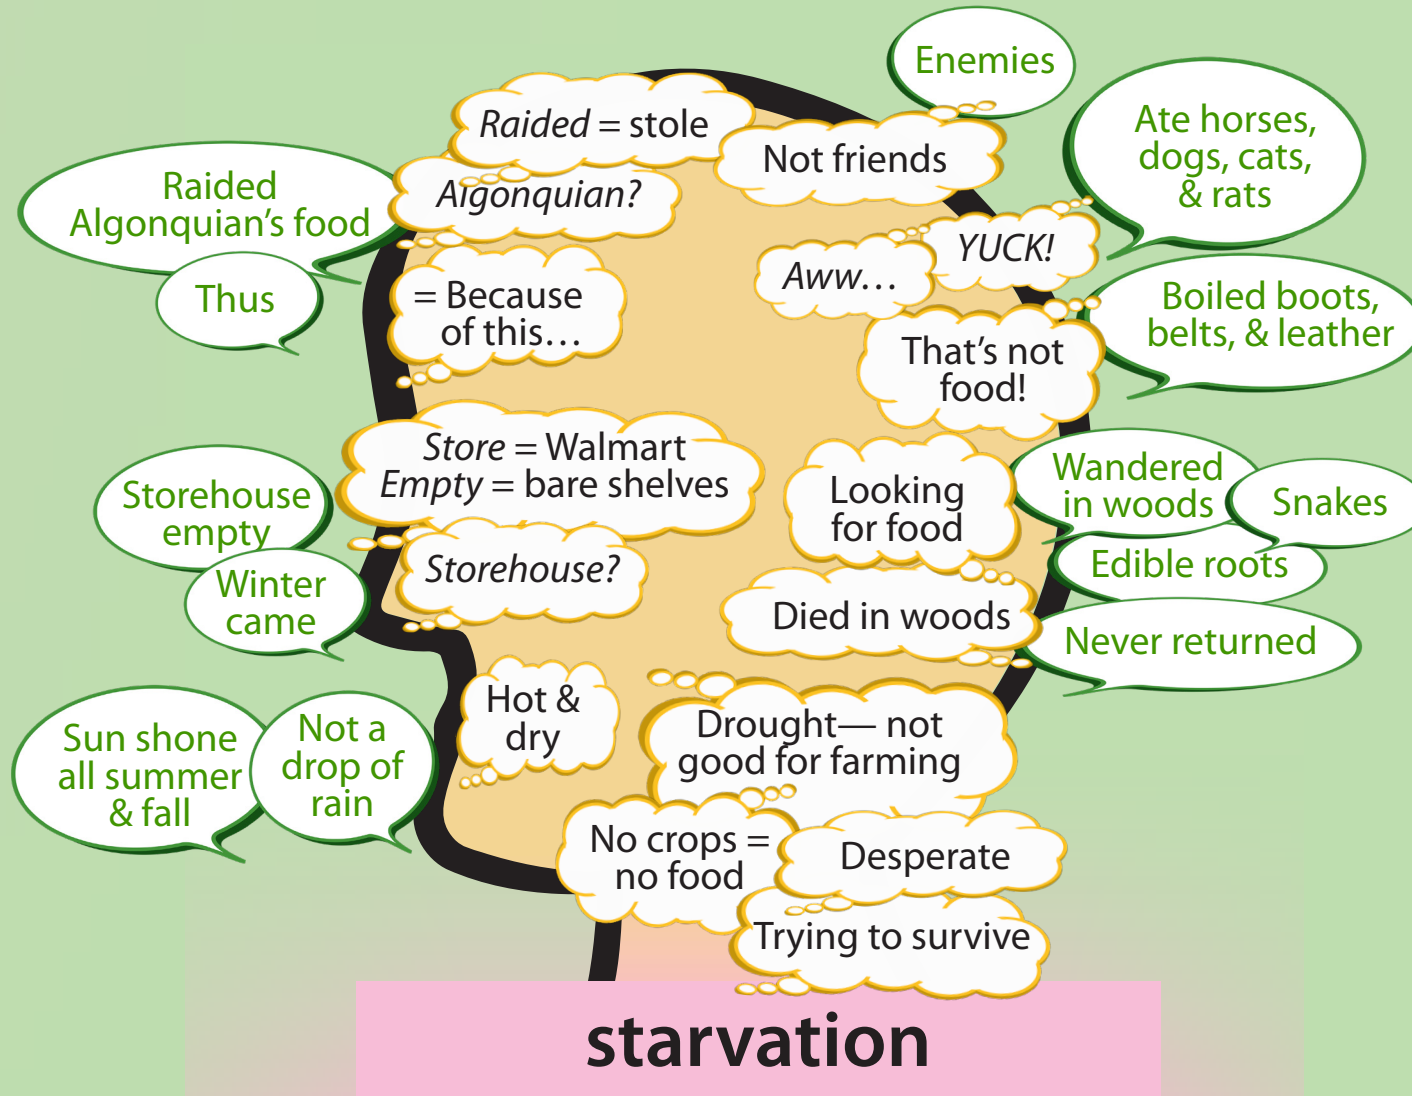 Enemies
Raided = stole
Not friends
Ate horses,
dogs, cats,
& rats
Raided
Algonquian’s food
Algonquian?
YUCK!
Aww…
Thus
= Because
of this…
Boiled boots,
belts, & leather
That’s not
food!
Store = Walmart
Empty = bare shelves
Storehouse
empty
Looking
for food
Wandered
in woods
Snakes
Storehouse?
Edible roots
Winter
came
Died in woods
Never returned
Sun shone
all summer
& fall
Not a
drop of
rain
Hot &
dry
Drought— not
good for farming
No crops =
no food
Desperate
Trying to survive
starvation